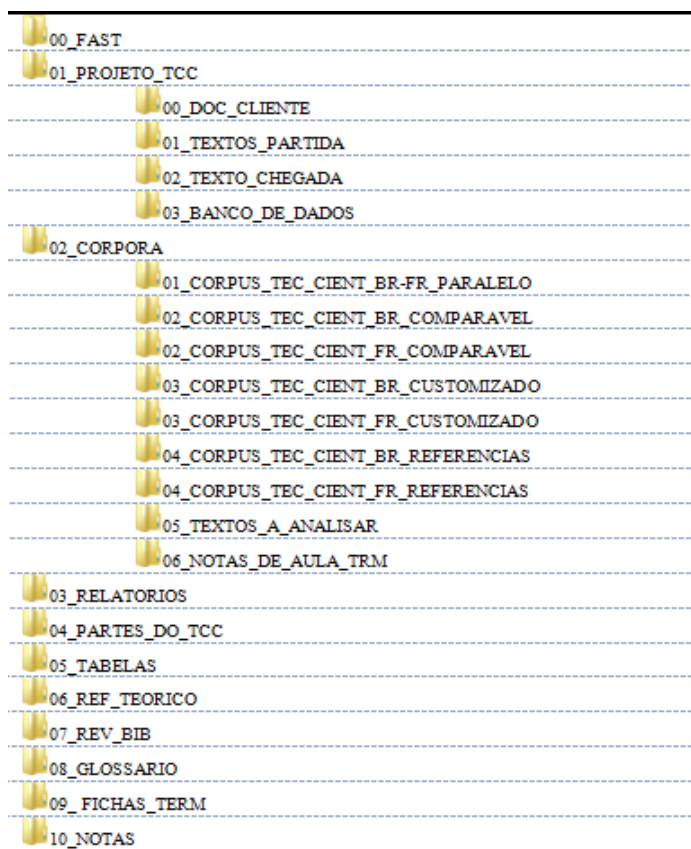 00_FAST
01_PROJETO_TCC
00_DOC_CLIENTE
01_TEXTOS_PARTIDA
02_TEXTO_CHEGADA
03_BANCO_DE_DADOS
02_CORPORA
01_CORPUS_TEC_CIENT_BR-FR_PARALELO
02_CORPUS_TEC_CIENT_BR_COMPARAVEL
02_CORPUS_TEC_CIENT_FR_COMPARAVEL
03_CORPUS_TEC_CIENT_BR_CUSTOMIZADO
03_CORPUS_TEC_CIENT_FR_CUSTOMIZADO
04_CORPUS_TEC_CIENT_BR_REFERENCIAS
04_CORPUS_TEC_CIENT_FR_REFERENCIAS
05_TEXTOS_A_ANALISAR
06_NOTAS_DE_AULA_TRM
03_RELATORIOS
04_PARTES_DO_TCC
05_TABELAS
06_REF_TEORICO
07_REV_BIB
08_GLOSSARIO
09_ FICHAS_TERM
10_NOTAS